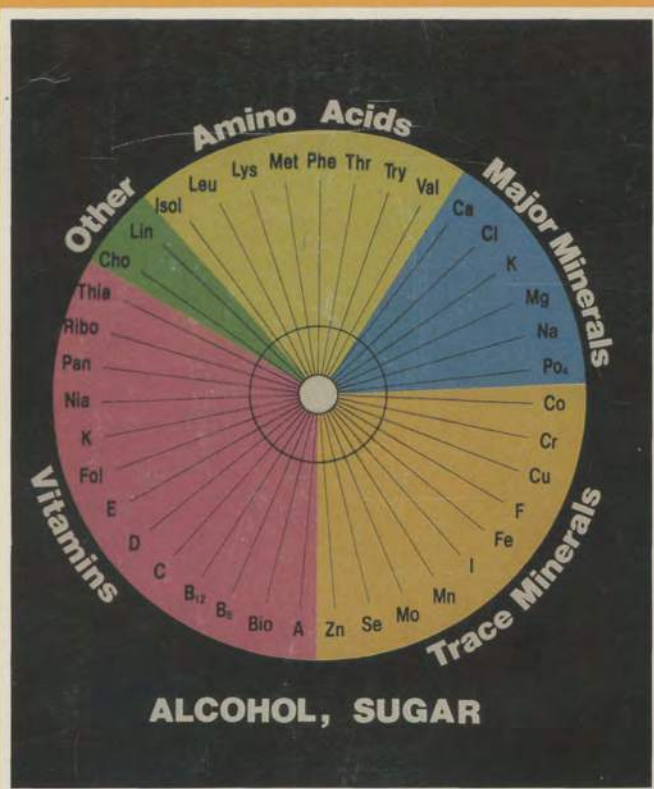 Amino Acids
Isol
Leu
Lys
Met
Phe
Thr
Try
Val
Major Minerals
Ca
Cl
K
Mg
Na
Po₄
Trace Minerals
Co
Cr
Cu
F
Fe
I
Mn
Mo
Se
Zn
Vitamins
A
Bio
B₆
B₁₂
C
D
E
Fol
K
Nia
Pan
Ribo
Thia
Other
Cho
Lin
ALCOHOL, SUGAR